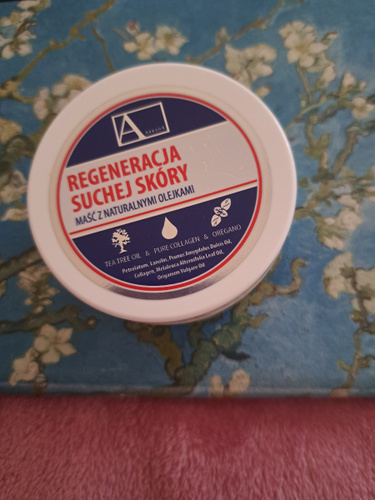 A
REGENERACJA
SUCHEJ SKÓRY
MAŚĆ Z NATURALNYMI OLEJKAMI
TEA TREE OIL & PURE COLLAGEN & OREGANO
Petrolatum, Lanolin, Prunus Amygdalus Dulcis Oil,
Collagen, Melaleuca Alternifolia Leaf Oil,
Origanum Vulgare Oil